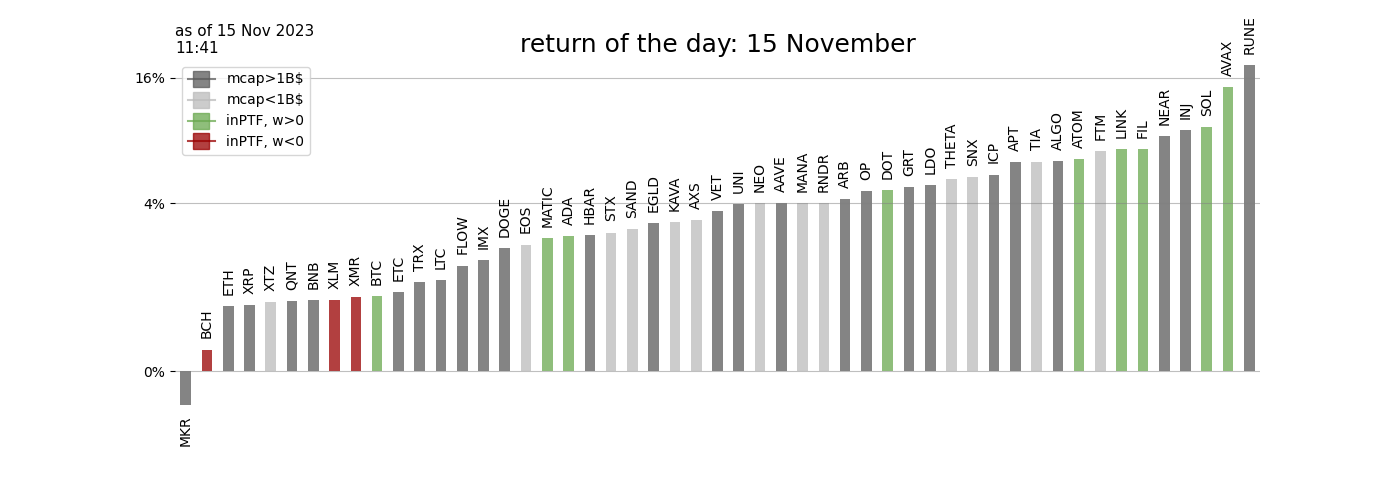 as of 15 Nov 2023
11:41
return of the day: 15 November
16%
4%
0%
mcap>1B$
mcap<1B$
inPTF, w>0
inPTF, w<0
MKR
BCH
ETH
XRP
XTZ
QNT
BNB
XLM
XMR
BTC
ETC
TRX
LTC
FLOW
IMX
DOGE
EOS
MATIC
ADA
HBAR
STX
SAND
EGLD
KAVA
AXS
VET
UNI
NEO
AAVE
MANA
RNDR
ARB
OP
DOT
GRT
LDO
THETA
SNX
ICP
APT
TIA
ALGO
ATOM
FTM
LINK
FIL
NEAR
INJ
SOL
AVAX
RUNE